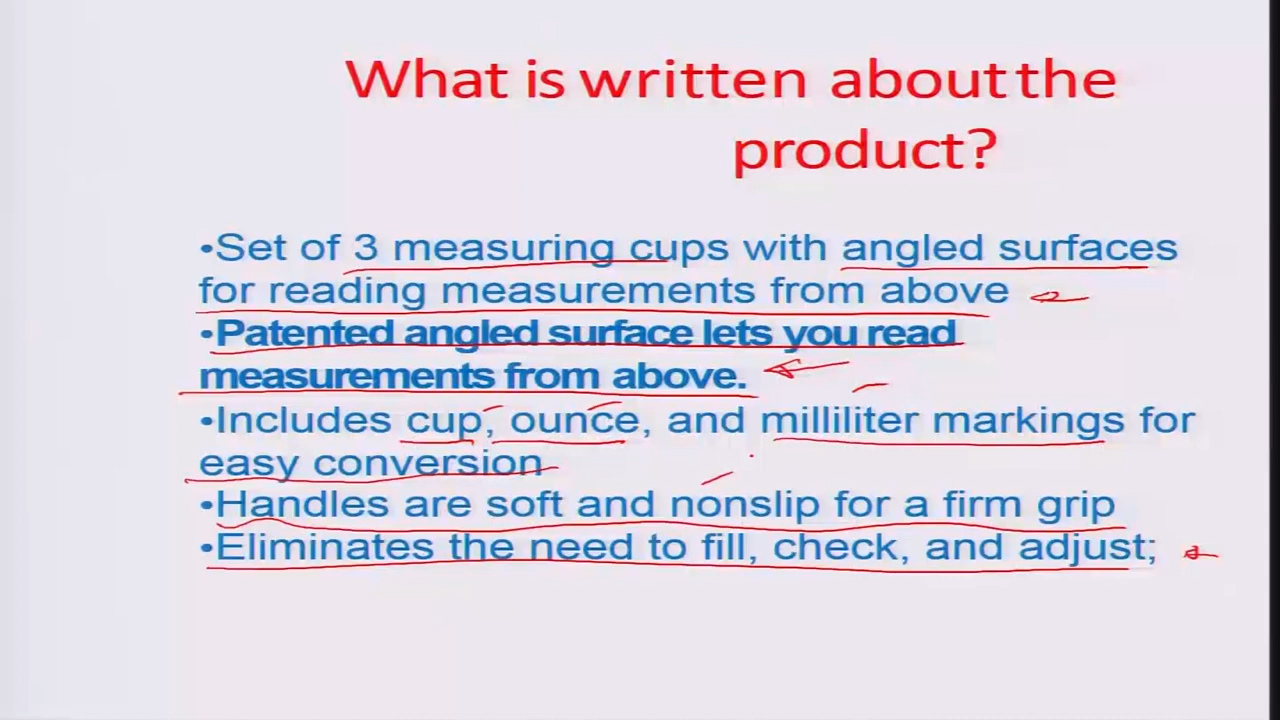 What is written about the
product?
•Set of 3 measuring cups with angled surfaces
for reading measurements from above
•Patented angled surface lets you read
measurements from above.
•Includes cup, ounce, and milliliter markings for
easy conversion
•Handles are soft and nonslip for a firm grip
•Eliminates the need to fill, check, and adjust;